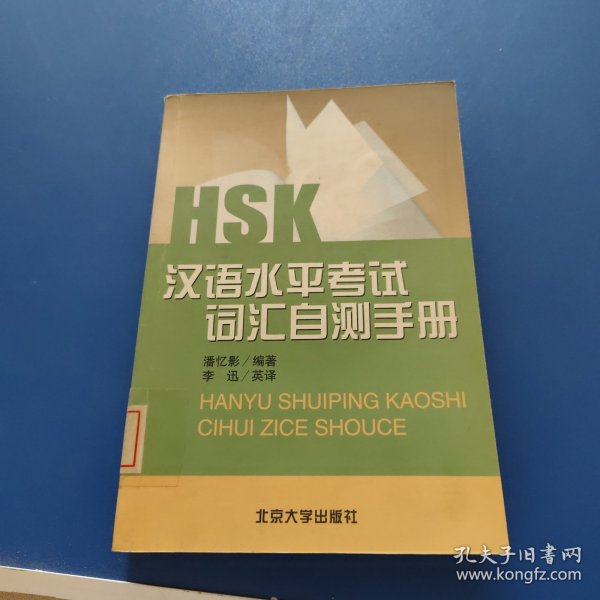 HSK
汉语水平考试
词汇自测手册
潘忆影/编著
李 迅/英译
HANYU SHUIPING KAOSHI
CIHUI ZICE SHOUCE
北京大学出版社
孔夫子旧书网
www.kongfz.com